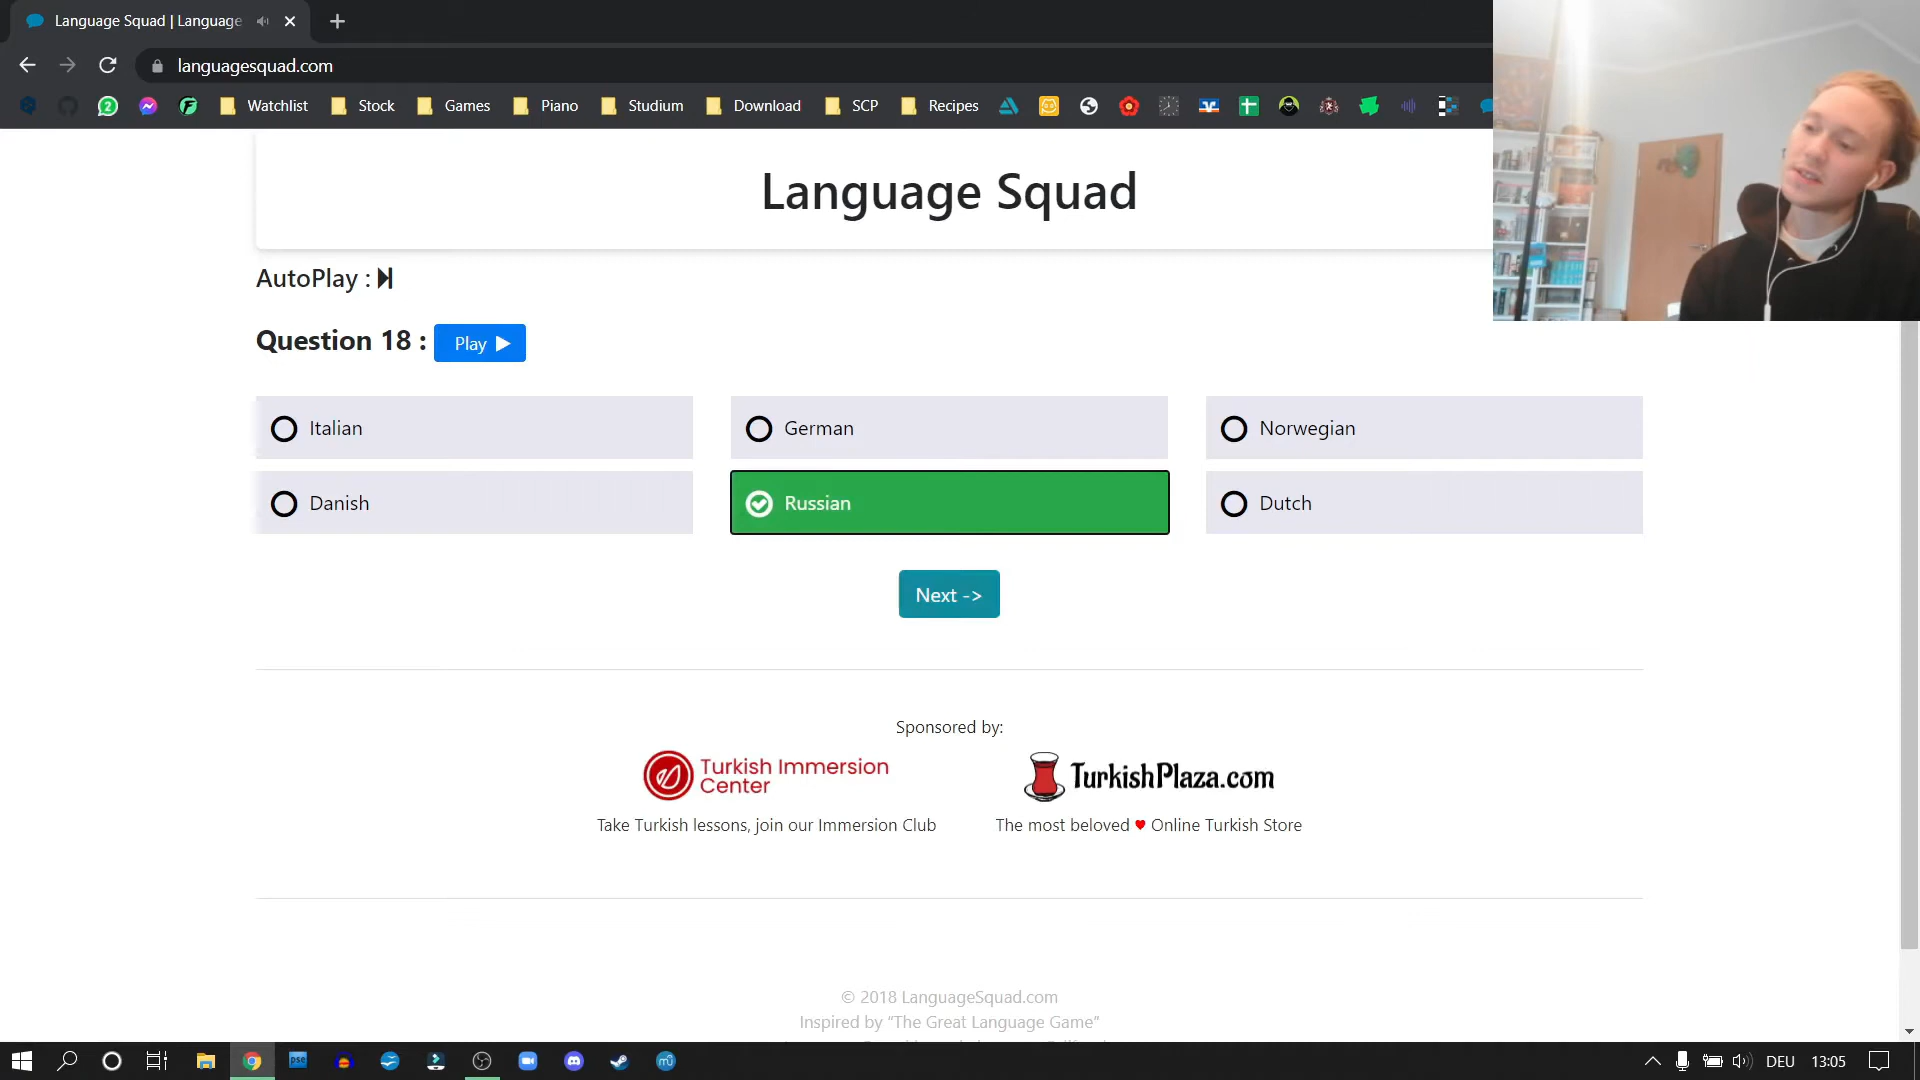 Language Squad | Language
languagesquad.com
Watchlist
Stock
Games
Piano
Studium
Download
SCP
Recipes
Language Squad
AutoPlay :
Question 18 :
Play
Italian
German
Norwegian
Danish
Russian
Dutch
Next ->
Sponsored by:
Turkish Immersion
Center
TurkishPlaza.com
Take Turkish lessons, join our Immersion Club
The most beloved ♥ Online Turkish Store
© 2018 LanguageSquad.com
Inspired by “The Great Language Game”
DEU
13:05